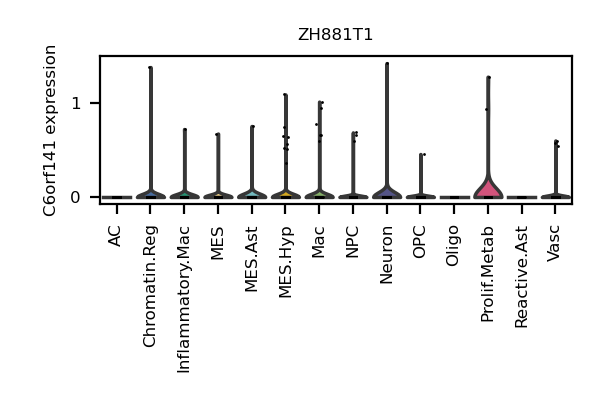 ZH881T1
C6orf141 expression
1
0
AC
Chromatin.Reg
Inflammatory.Mac
MES
MES.Ast
MES.Hyp
Mac
NPC
Neuron
OPC
Oligo
Prolif.Metab
Reactive.Ast
Vasc